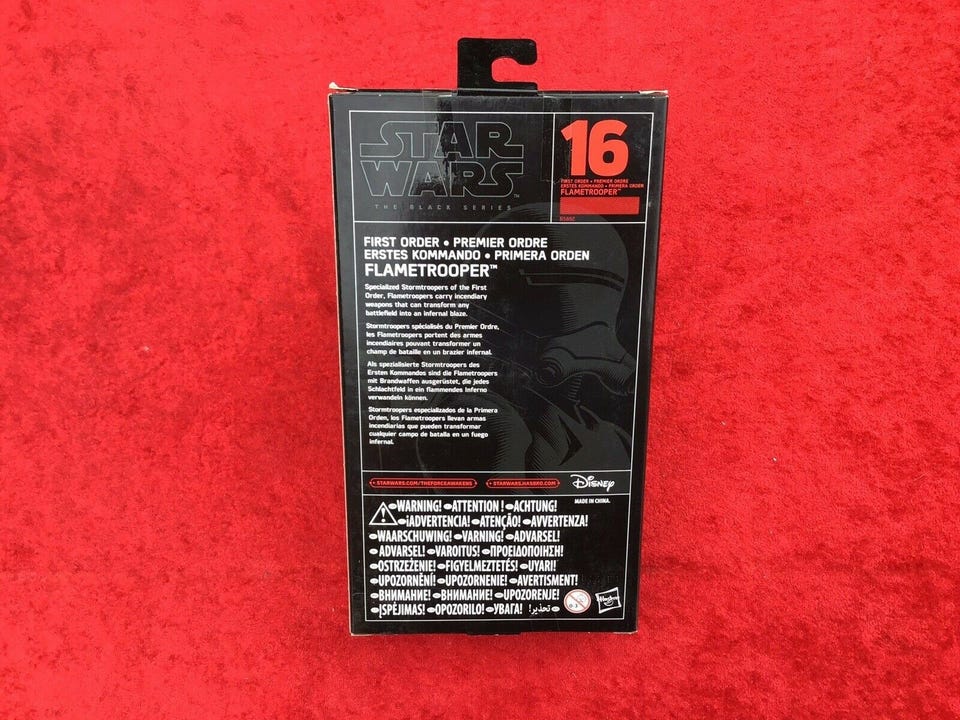 STAR
WARS™
THE BLACK SERIES
16
FIRST ORDER • PREMIER ORDRE
ERSTES KOMMANDO • PRIMERA ORDEN
FLAMETROOPER™
FIRST ORDER • PREMIER ORDRE
ERSTES KOMMANDO • PRIMERA ORDEN
FLAMETROOPER™
Specialized Stormtroopers of the First
Order, Flametroopers carry incendiary
weapons that can transform any
battlefield into an infernal blaze.
Stormtroopers spécialisés du Premier Ordre,
les Flametroopers portent des armes
incendiaires pouvant transformer un
champ de bataille en un brazier infernal.
Als spezialisierte Stormtroopers des
Ersten Kommandos sind die Flametroopers
mit Brandwaffen ausgerüstet, die jedes
Schlachtfeld in ein flammendes Inferno
verwandeln können.
Stormtroopers especializados de la Primera
Orden, los Flametroopers llevan armas
incendiarias que pueden transformar
cualquier campo de batalla en un fuego
infernal.
• STARWARS.COM/THEFORCEAWAKENS • STARWARS.HASBRO.COM Disney
MADE IN CHINA.
WARNING! ATTENTION ! ACHTUNG!
¡ADVERTENCIA! ATENÇÃO! AVVERTENZA!
WAARSCHUWING! VARNING! ADVARSEL!
ADVARSEL! VAROITUS! ΠΡΟΕΙΔΟΠΟΙΗΣΗ!
OSTRZEŻENIE! FIGYELMEZTETÉS! UYARI!
UPOZORNĚNÍ! UPOZORNENIE! AVERTISMENT!
ВНИМАНИЕ! ВНИМАНИЕ! UPOZORENJE!
ĮSPĖJIMAS! OPOZORILO! УВАГА! تحذير!
0-3
Hasbro